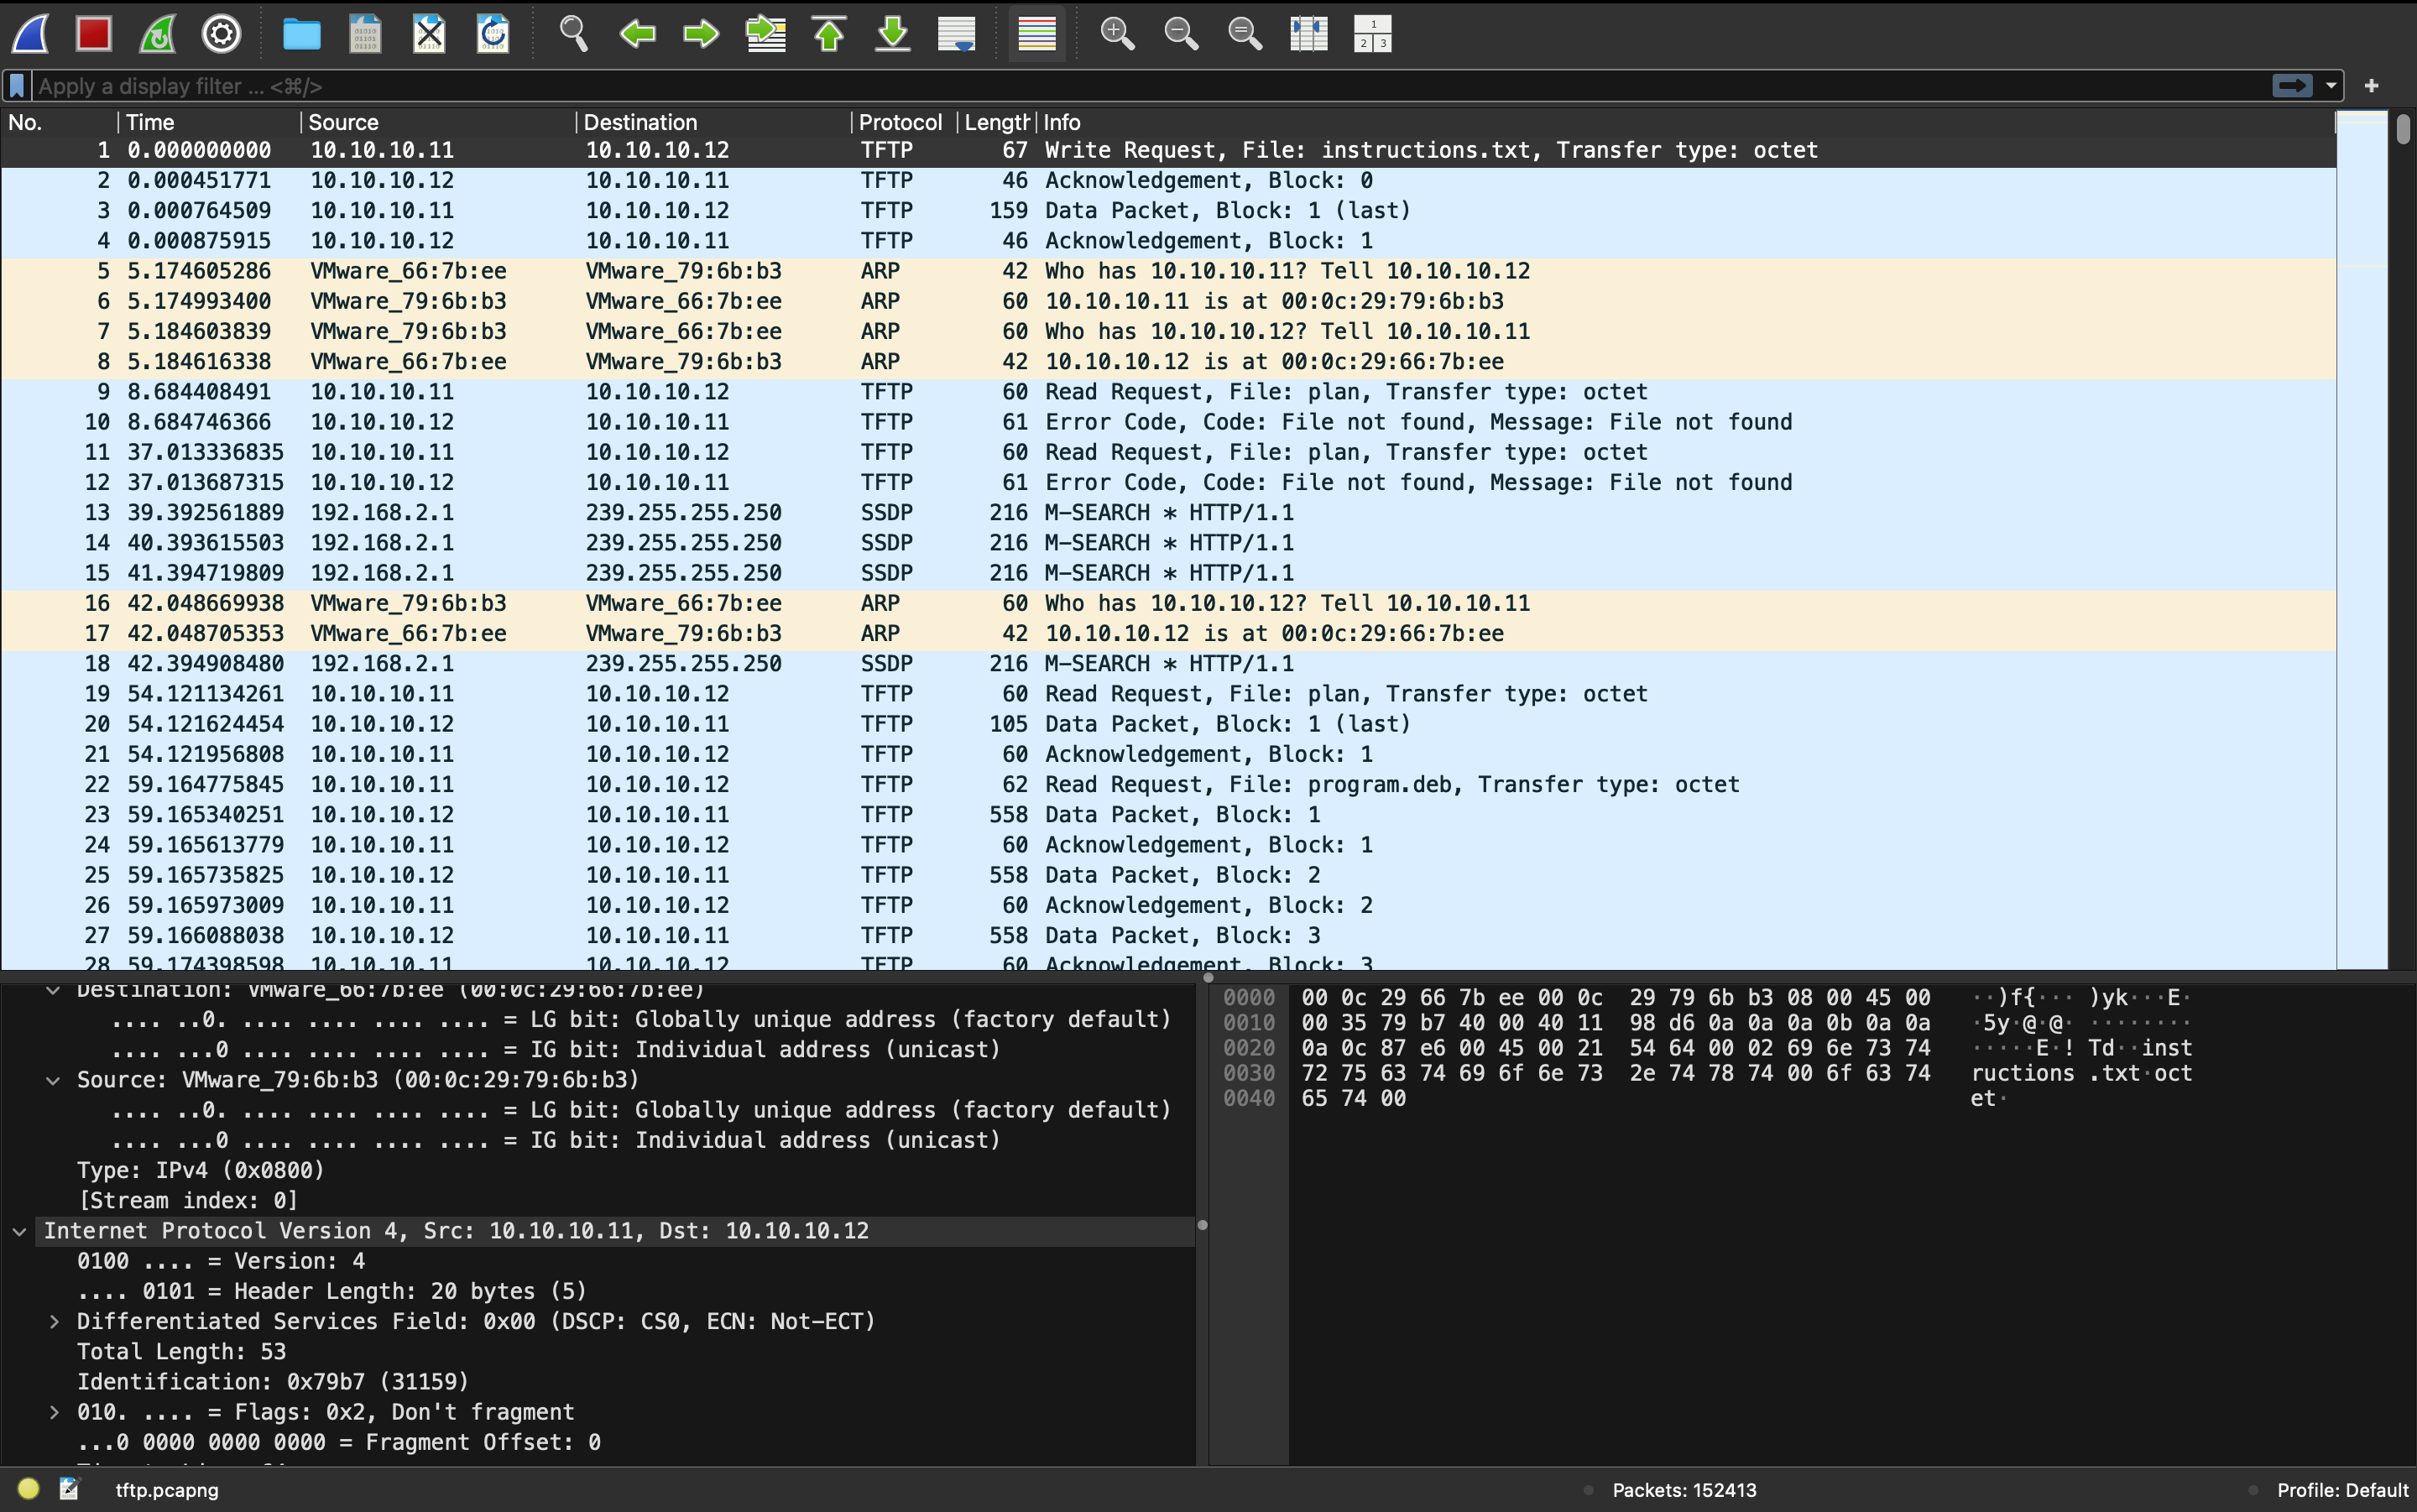 Apply a display filter ... <⌘/>
No. Time Source Destination Protocol Length Info
1 0.000000000 10.10.10.11 10.10.10.12 TFTP 67 Write Request, File: instructions.txt, Transfer type: octet
2 0.000451771 10.10.10.12 10.10.10.11 TFTP 46 Acknowledgement, Block: 0
3 0.000764509 10.10.10.11 10.10.10.12 TFTP 159 Data Packet, Block: 1 (last)
4 0.000875915 10.10.10.12 10.10.10.11 TFTP 46 Acknowledgement, Block: 1
5 5.174605286 VMware_66:7b:ee VMware_79:6b:b3 ARP 42 Who has 10.10.10.11? Tell 10.10.10.12
6 5.174993400 VMware_79:6b:b3 VMware_66:7b:ee ARP 60 10.10.10.11 is at 00:0c:29:79:6b:b3
7 5.184603839 VMware_79:6b:b3 VMware_66:7b:ee ARP 60 Who has 10.10.10.12? Tell 10.10.10.11
8 5.184616338 VMware_66:7b:ee VMware_79:6b:b3 ARP 42 10.10.10.12 is at 00:0c:29:66:7b:ee
9 8.684408491 10.10.10.11 10.10.10.12 TFTP 60 Read Request, File: plan, Transfer type: octet
10 8.684746366 10.10.10.12 10.10.10.11 TFTP 61 Error Code, Code: File not found, Message: File not found
11 37.013336835 10.10.10.11 10.10.10.12 TFTP 60 Read Request, File: plan, Transfer type: octet
12 37.013687315 10.10.10.12 10.10.10.11 TFTP 61 Error Code, Code: File not found, Message: File not found
13 39.392561889 192.168.2.1 239.255.255.250 SSDP 216 M-SEARCH * HTTP/1.1
14 40.393615503 192.168.2.1 239.255.255.250 SSDP 216 M-SEARCH * HTTP/1.1
15 41.394719809 192.168.2.1 239.255.255.250 SSDP 216 M-SEARCH * HTTP/1.1
16 42.048669938 VMware_79:6b:b3 VMware_66:7b:ee ARP 60 Who has 10.10.10.12? Tell 10.10.10.11
17 42.048705353 VMware_66:7b:ee VMware_79:6b:b3 ARP 42 10.10.10.12 is at 00:0c:29:66:7b:ee
18 42.394908480 192.168.2.1 239.255.255.250 SSDP 216 M-SEARCH * HTTP/1.1
19 54.121134261 10.10.10.11 10.10.10.12 TFTP 60 Read Request, File: plan, Transfer type: octet
20 54.121624454 10.10.10.12 10.10.10.11 TFTP 105 Data Packet, Block: 1 (last)
21 54.121956808 10.10.10.11 10.10.10.12 TFTP 60 Acknowledgement, Block: 1
22 59.164775845 10.10.10.11 10.10.10.12 TFTP 62 Read Request, File: program.deb, Transfer type: octet
23 59.165340251 10.10.10.12 10.10.10.11 TFTP 558 Data Packet, Block: 1
24 59.165613779 10.10.10.11 10.10.10.12 TFTP 60 Acknowledgement, Block: 1
25 59.165735825 10.10.10.12 10.10.10.11 TFTP 558 Data Packet, Block: 2
26 59.165973009 10.10.10.11 10.10.10.12 TFTP 60 Acknowledgement, Block: 2
27 59.166088038 10.10.10.12 10.10.10.11 TFTP 558 Data Packet, Block: 3
28 59.174398598 10.10.10.11 10.10.10.12 TFTP 60 Acknowledgement, Block: 3
Destination: VMware_66:7b:ee (00:0c:29:66:7b:ee)
.... ..0. .... .... .... .... = LG bit: Globally unique address (factory default)
.... ...0 .... .... .... .... = IG bit: Individual address (unicast)
Source: VMware_79:6b:b3 (00:0c:29:79:6b:b3)
.... ..0. .... .... .... .... = LG bit: Globally unique address (factory default)
.... ...0 .... .... .... .... = IG bit: Individual address (unicast)
Type: IPv4 (0x0800)
[Stream index: 0]
Internet Protocol Version 4, Src: 10.10.10.11, Dst: 10.10.10.12
0100 .... = Version: 4
.... 0101 = Header Length: 20 bytes (5)
Differentiated Services Field: 0x00 (DSCP: CS0, ECN: Not-ECT)
Total Length: 53
Identification: 0x79b7 (31159)
010. .... = Flags: 0x2, Don't fragment
...0 0000 0000 0000 = Fragment Offset: 0
0000 00 0c 29 66 7b ee 00 0c 29 79 6b b3 08 00 45 00 ··)f{··· )yk···E·
0010 00 35 79 b7 40 00 40 11 98 d6 0a 0a 0a 0b 0a 0a ·5y·@·@· ········
0020 0a 0c 87 e6 00 45 00 21 54 64 00 02 69 6e 73 74 ·····E·! Td··inst
0030 72 75 63 74 69 6f 6e 73 2e 74 78 74 00 6f 63 74 ructions .txt·oct
0040 65 74 00 et·
tftp.pcapng
Packets: 152413
Profile: Default